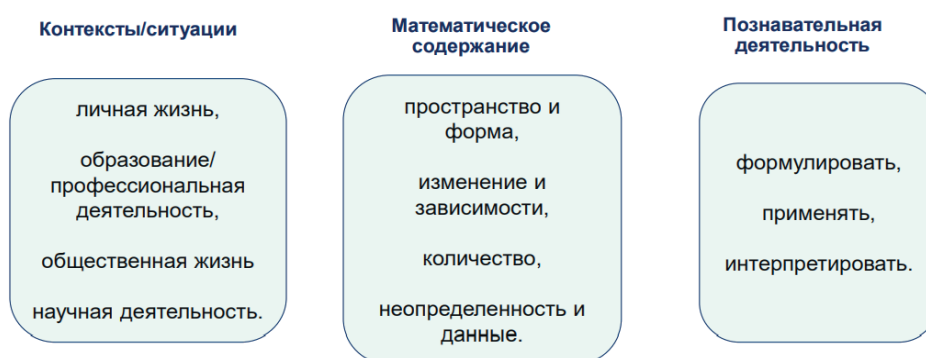 Контексты/ситуации
личная жизнь,
образование/
профессиональная
деятельность,
общественная жизнь
научная деятельность.
Математическое
содержание
пространство и
форма,
изменение и
зависимости,
количество,
неопределенность и
данные.
Познавательная
деятельность
формулировать,
применять,
интерпретировать.